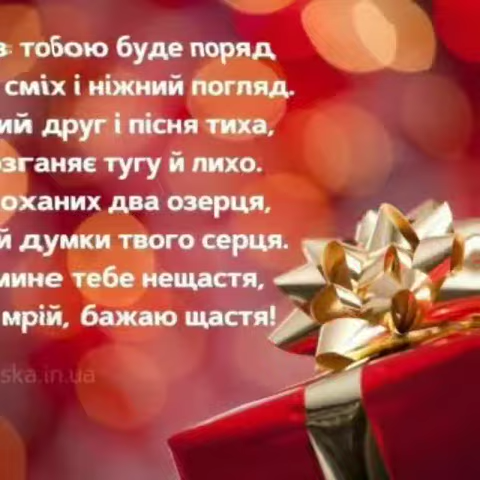 з тобою буде поряд
сміх і ніжний погляд.
ий друг і пісня тиха,
озганяє тугу й лихо.
оханих два озерця,
й думки твого серця.
мине тебе нещастя,
мрій, бажаю щастя!
ska.in.ua